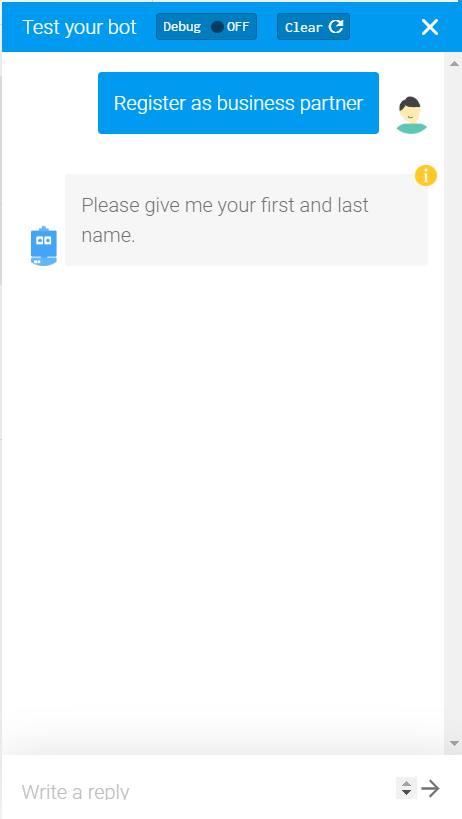 Test your bot Debug OFF Clear
Register as business partner
i
Please give me your first and last
name.
Write a reply